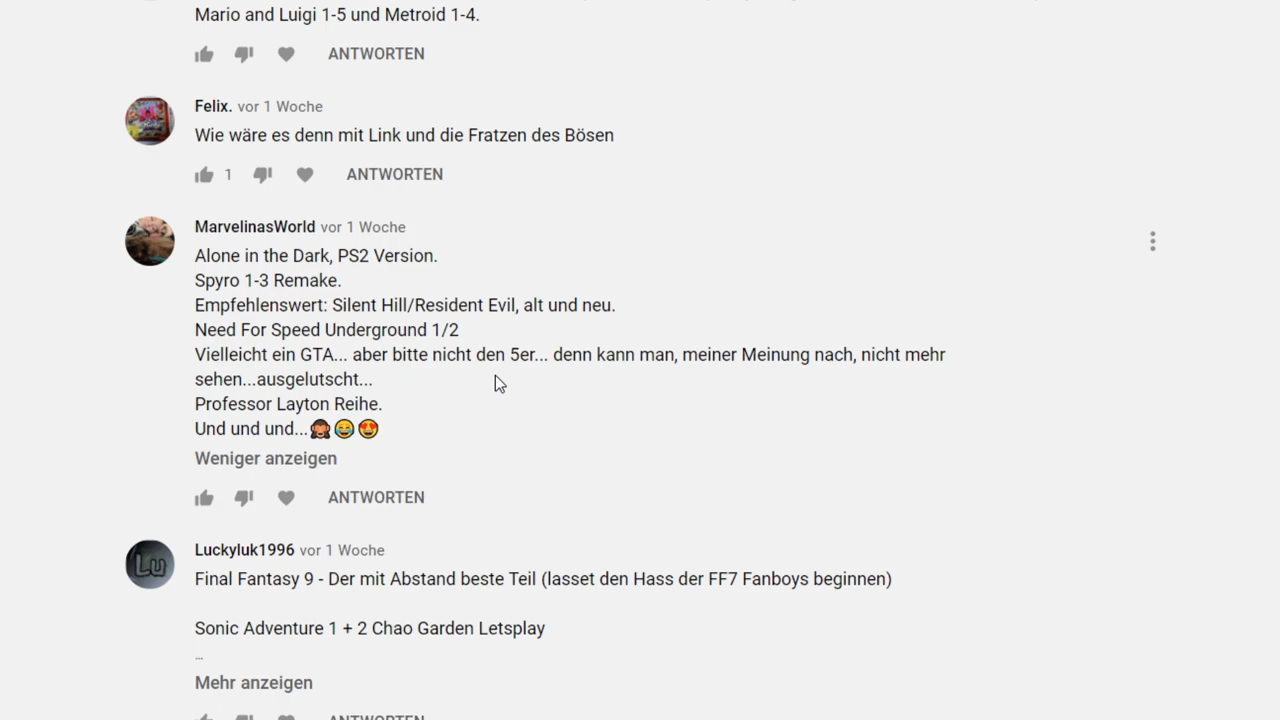 Mario and Luigi 1-5 und Metroid 1-4.
ANTWORTEN
Felix. vor 1 Woche
Wie wäre es denn mit Link und die Fratzen des Bösen
1 ANTWORTEN
MarvelinasWorld vor 1 Woche
Alone in the Dark, PS2 Version.
Spyro 1-3 Remake.
Empfehlenswert: Silent Hill/Resident Evil, alt und neu.
Need For Speed Underground 1/2
Vielleicht ein GTA... aber bitte nicht den 5er... denn kann man, meiner Meinung nach, nicht mehr
sehen...ausgelutscht...
Professor Layton Reihe.
Und und und...🙈😂😍
Weniger anzeigen
ANTWORTEN
Lu
Luckyluk1996 vor 1 Woche
Final Fantasy 9 - Der mit Abstand beste Teil (lasset den Hass der FF7 Fanboys beginnen)
Sonic Adventure 1 + 2 Chao Garden Letsplay
...
Mehr anzeigen
ANTWORTEN